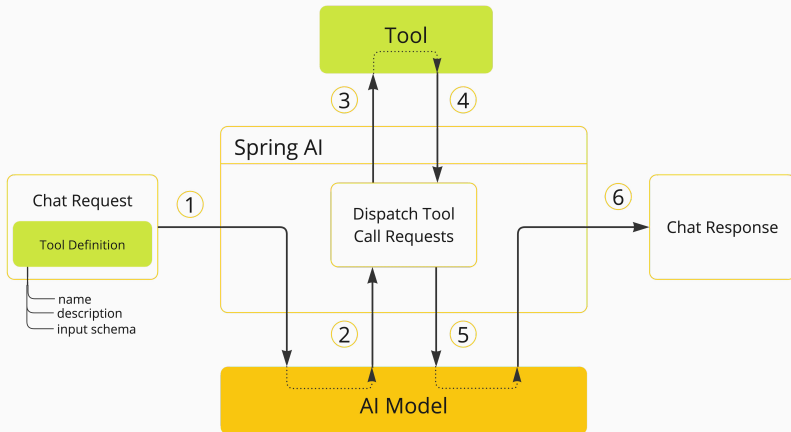 Tool
3
4
Spring AI
Chat Request
Tool Definition
name
description
input schema
1
Dispatch Tool
Call Requests
6
Chat Response
2
5
AI Model